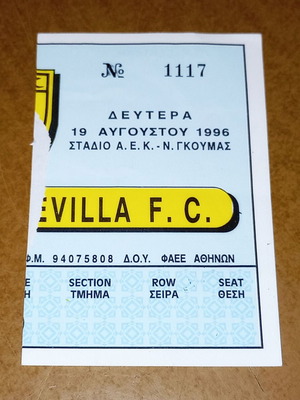 № 1117
ΔΕΥΤΕΡΑ
19 ΑΥΓΟΥΣΤΟΥ 1996
ΣΤΑΔΙΟ Α.Ε.Κ.-Ν.ΓΚΟΥΜΑΣ
EVILLA F. C.
Φ.Μ. 94075808 Δ.Ο.Υ. ΦΑΕΕ ΑΘΗΝΩΝ
E SECTION ROW SEAT
Η ΤΜΗΜΑ ΣΕΙΡΑ ΘΕΣΗ